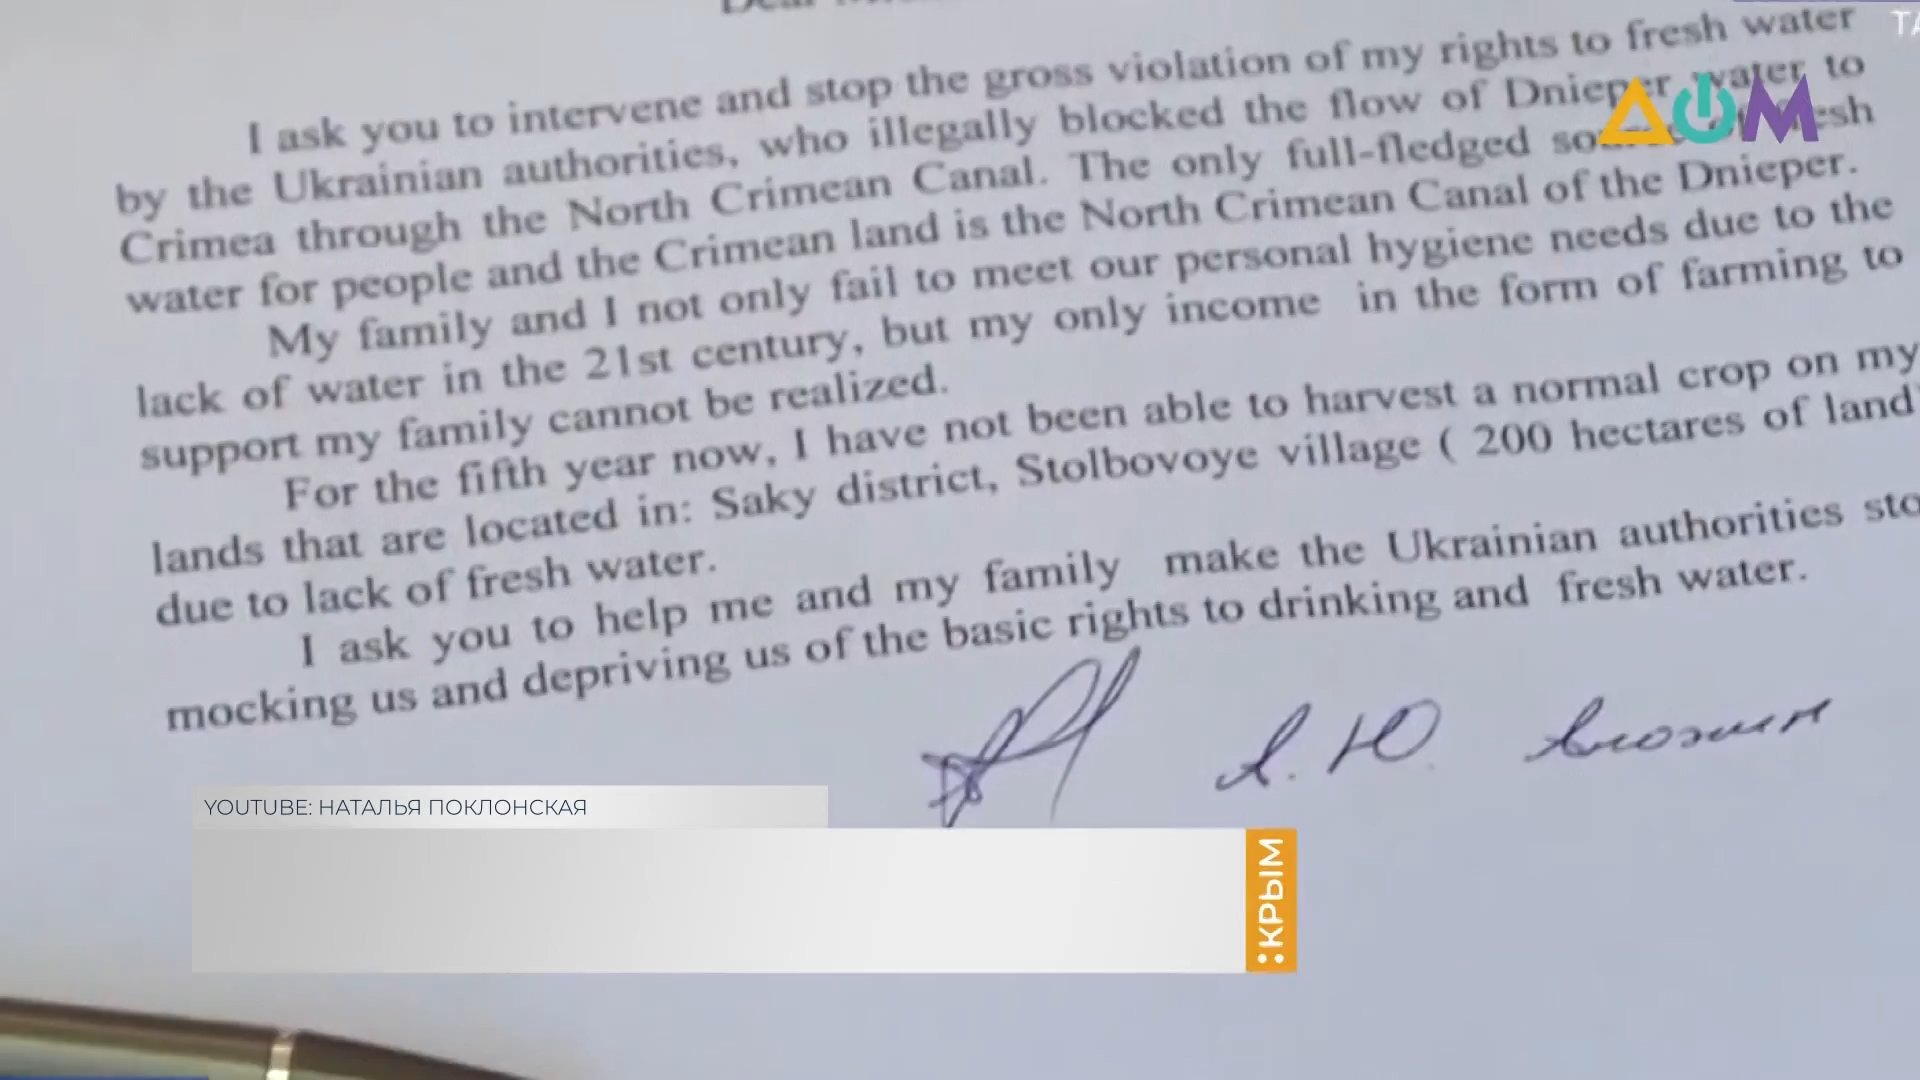 Dear
I ask you to intervene and stop the gross violation of my rights to fresh water
by the Ukrainian authorities, who illegally blocked the flow of Dnieper water to
Crimea through the North Crimean Canal. The only full-fledged source of fresh
water for people and the Crimean land is the North Crimean Canal of the Dnieper.
My family and I not only fail to meet our personal hygiene needs due to the
lack of water in the 21st century, but my only income in the form of farming to
support my family cannot be realized.
For the fifth year now, I have not been able to harvest a normal crop on my
lands that are located in: Saky district, Stolbovoye village ( 200 hectares of land)
due to lack of fresh water.
I ask you to help me and my family make the Ukrainian authorities sto
mocking us and depriving us of the basic rights to drinking and fresh water.
А.Ю.
ДОМ
YOUTUBE: НАТАЛЬЯ ПОКЛОНСКАЯ
:КРЫМ